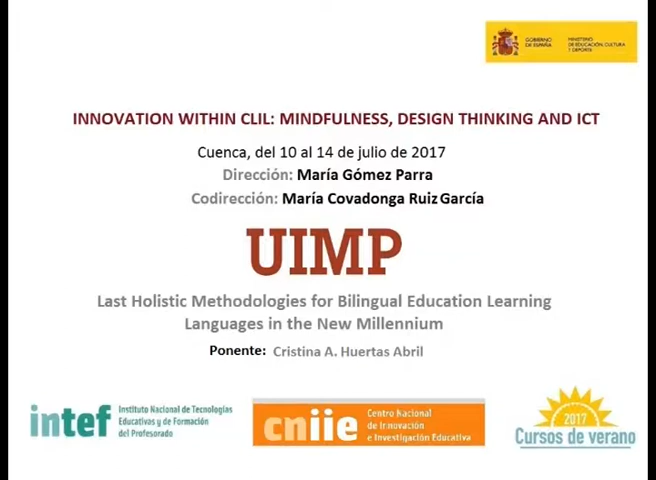 GOBIERNO
DE ESPAÑA
MINISTERIO
DE EDUCACIÓN, CULTURA
Y DEPORTE
INNOVATION WITHIN CLIL: MINDFULNESS, DESIGN THINKING AND ICT
Cuenca, del 10 al 14 de julio de 2017
Dirección: María Gómez Parra
Codirección: María Covadonga Ruiz García
UIMP
Last Holistic Methodologies for Bilingual Education Learning
Languages in the New Millennium
Ponente: Cristina A. Huertas Abril
intef
Instituto Nacional de Tecnologías
Educativas y de Formación
del Profesorado
cniie
Centro Nacional
de Innovación
e Investigación Educativa
2017
Cursos de verano